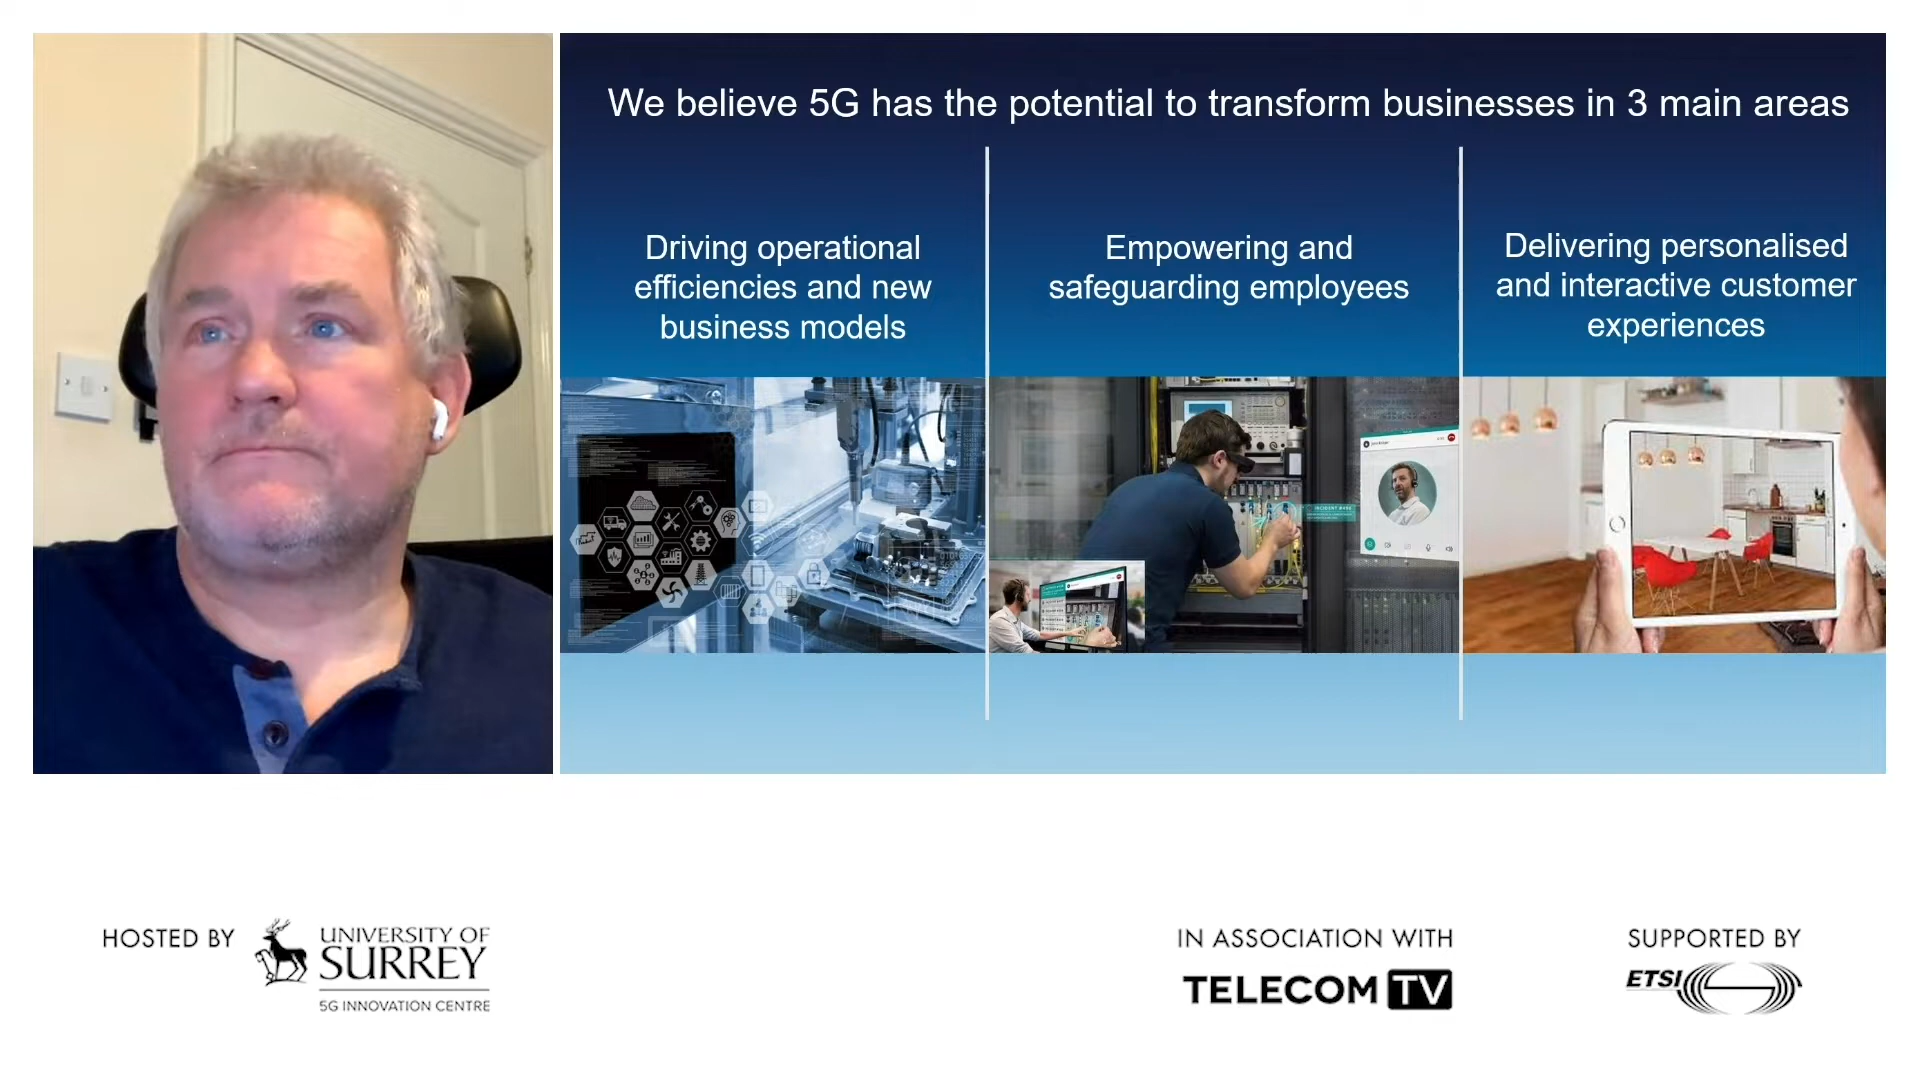 We believe 5G has the potential to transform businesses in 3 main areas
Driving operational
efficiencies and new
business models
Empowering and
safeguarding employees
Delivering personalised
and interactive customer
experiences
HOSTED BY
UNIVERSITY OF
SURREY
5G INNOVATION CENTRE
IN ASSOCIATION WITH
TELECOM TV
SUPPORTED BY
ETSI